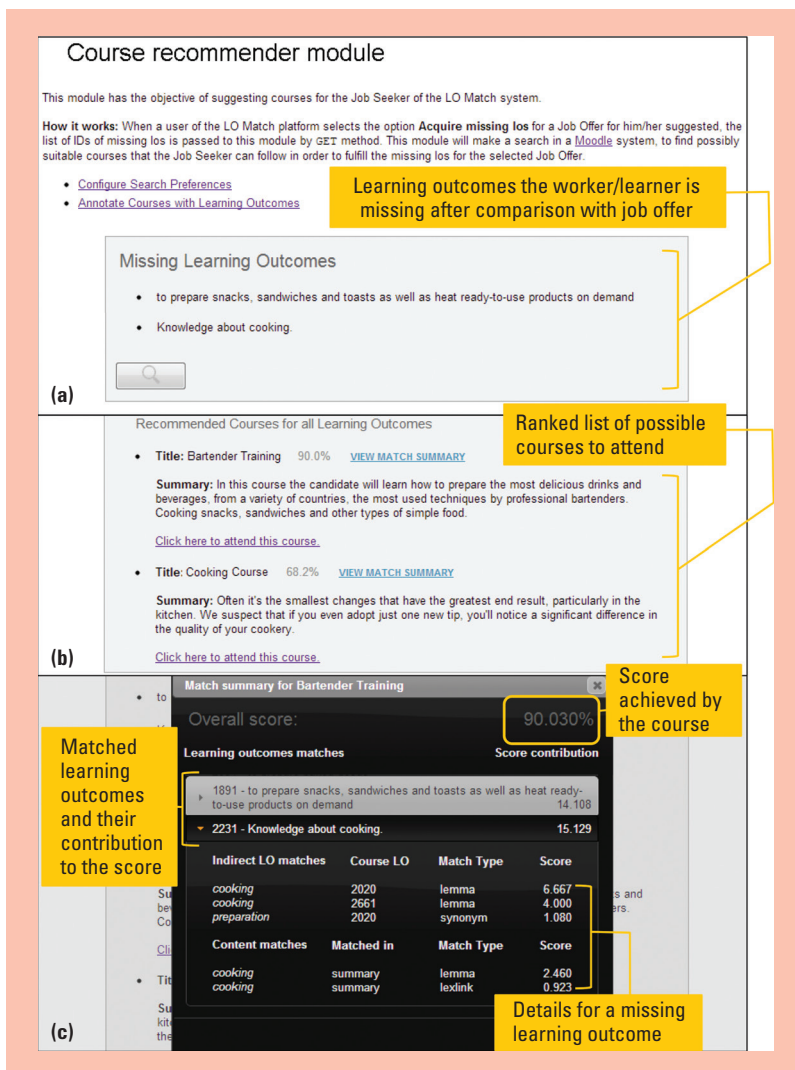 Course recommender module
This module has the objective of suggesting courses for the Job Seeker of the LO Match system.
How it works: When a user of the LO Match platform selects the option Acquire missing los for a Job Offer for him/her suggested, the
list of IDs of missing los is passed to this module by GET method. This module will make a search in a Moodle system, to find possibly
suitable courses that the Job Seeker can follow in order to fulfill the missing los for the selected Job Offer.
• Configure Search Preferences
• Annotate Courses with Learning Outcomes
Learning outcomes the worker/learner is
missing after comparison with job offer
Missing Learning Outcomes
• to prepare snacks, sandwiches and toasts as well as heat ready-to-use products on demand
• Knowledge about cooking.
(a)
Recommended Courses for all Learning Outcomes
Ranked list of possible
courses to attend
• Title: Bartender Training 90.0% VIEW MATCH SUMMARY
Summary: In this course the candidate will learn how to prepare the most delicious drinks and
beverages, from a variety of countries, the most used techniques by professional bartenders.
Cooking snacks, sandwiches and other types of simple food.
Click here to attend this course.
• Title: Cooking Course 68.2% VIEW MATCH SUMMARY
Summary: Often it's the smallest changes that have the greatest end result, particularly in the
kitchen. We suspect that if you even adopt just one new tip, you'll notice a significant difference in
the quality of your cookery.
Click here to attend this course.
(b)
• to
Match summary for Bartender Training
Score
achieved by
the course
Overall score: 90.030%
Matched
learning
outcomes
and their
contribution
to the score
Learning outcomes matches Score contribution
1891 - to prepare snacks, sandwiches and toasts as well as heat ready-
to-use products on demand 14.108
2231 - Knowledge about cooking. 15.129
Indirect LO matches Course LO Match Type Score
cooking 2020 lemma 6.667
cooking 2661 lemma 4.000
preparation 2020 synonym 1.080
Content matches Matched in Match Type Score
cooking summary lemma 2.460
cooking summary lexlink 0.923
Su s and
bev ers.
Co
Cli
• Tit
Su
kit
the
Details for a missing
learning outcome
(c)